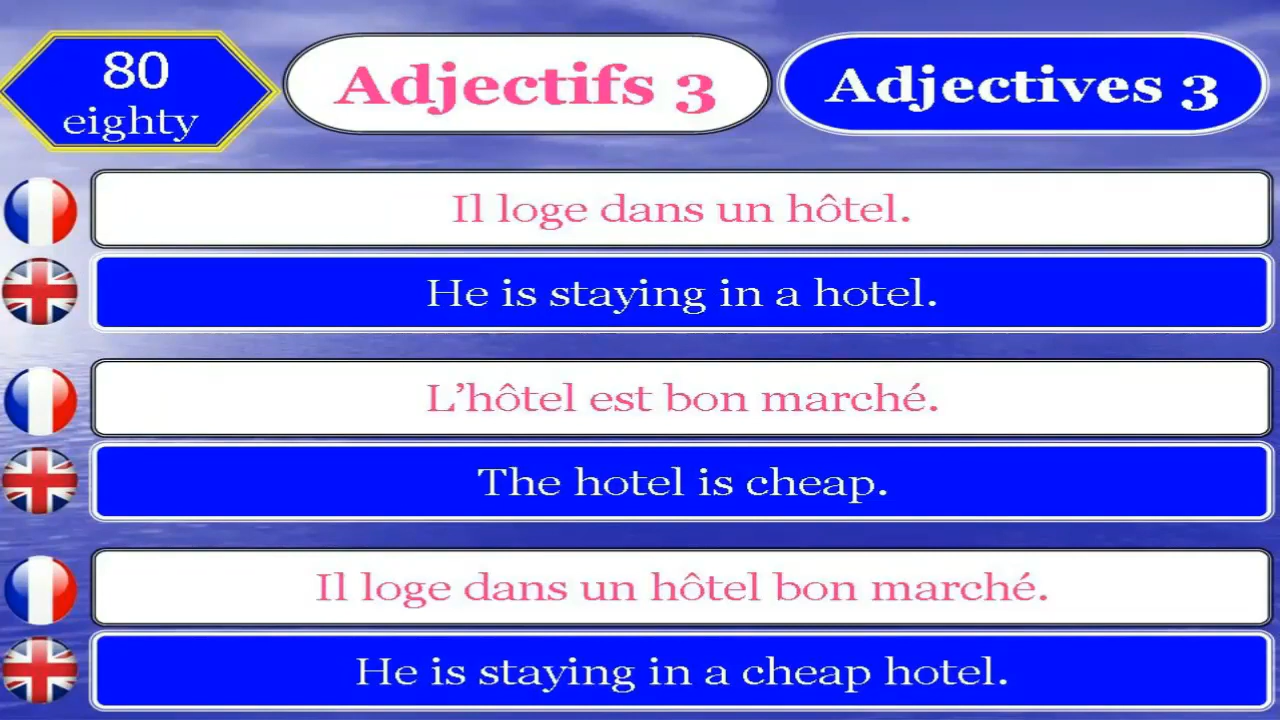 80
eighty
Adjectifs 3
Adjectives 3
Il loge dans un hôtel.
He is staying in a hotel.
L’hôtel est bon marché.
The hotel is cheap.
Il loge dans un hôtel bon marché.
He is staying in a cheap hotel.